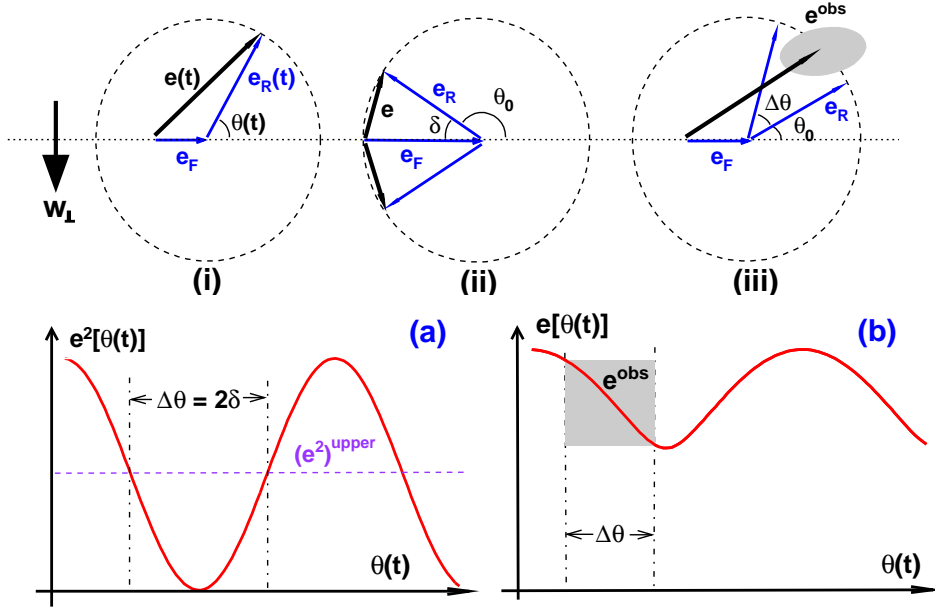 e(t)
e_R(t)
θ(t)
e_F
w_⊥
(i)
e
e_R
θ_0
δ
e_F
(ii)
e^obs
Δθ
θ_0
e_R
e_F
(iii)
e²[θ(t)]
(a)
Δθ = 2δ
(e²)^upper
θ(t)
e[θ(t)]
(b)
e^obs
Δθ
θ(t)